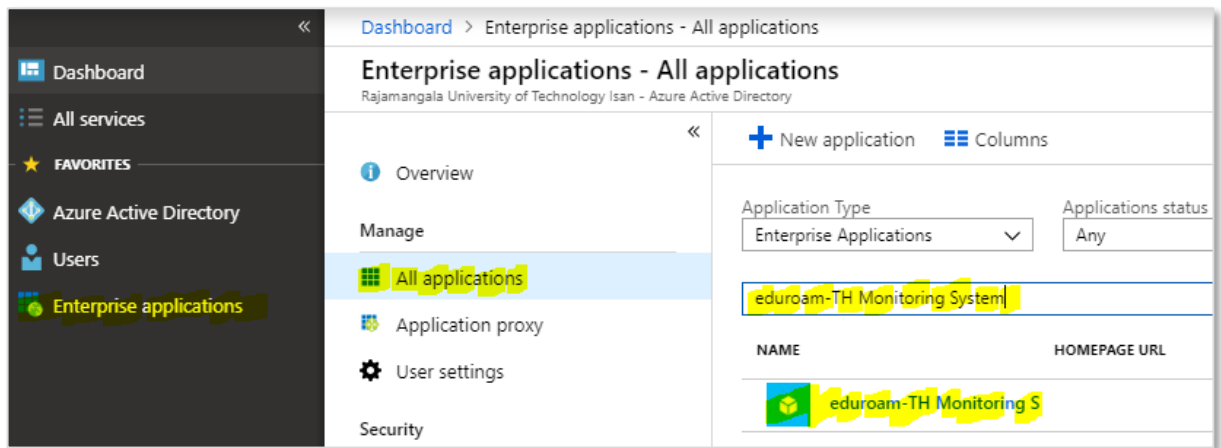 Dashboard
All services
FAVORITES
Azure Active Directory
Users
Enterprise applications
Dashboard > Enterprise applications - All applications
Enterprise applications - All applications
Rajamangala University of Technology Isan - Azure Active Directory
Overview
Manage
All applications
Application proxy
User settings
Security
New application Columns
Application Type Applications status
Enterprise Applications Any
eduroam-TH Monitoring System
NAME HOMEPAGE URL
eduroam-TH Monitoring S